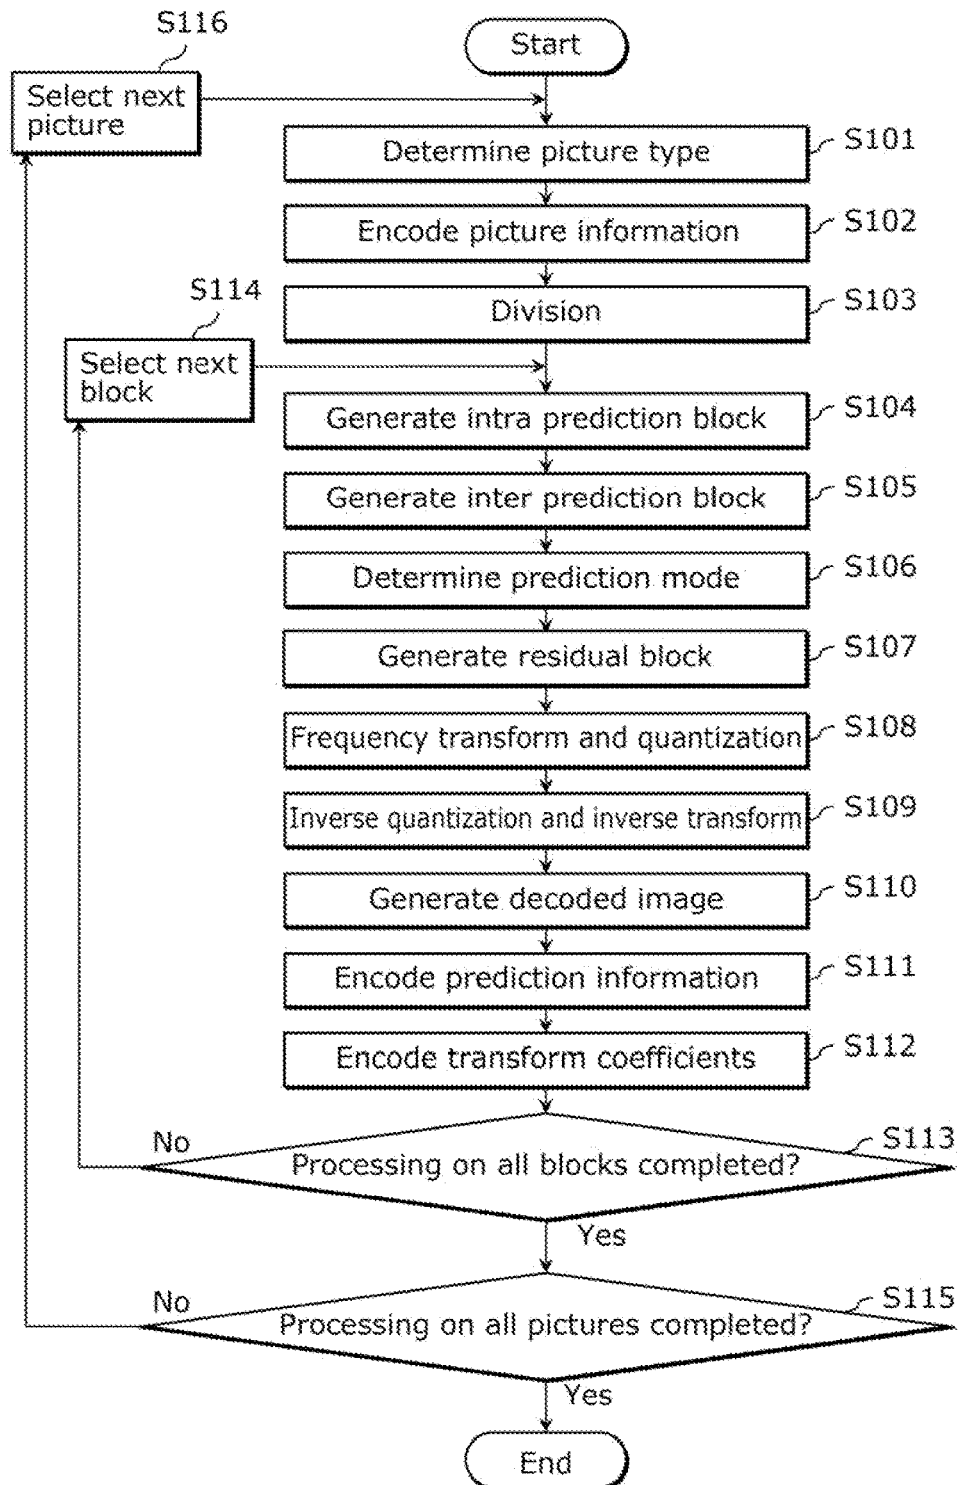 S116
Start
Select next
picture
Determine picture type
S101
Encode picture information
S102
S114
Division
S103
Select next
block
Generate intra prediction block
S104
Generate inter prediction block
S105
Determine prediction mode
S106
Generate residual block
S107
Frequency transform and quantization
S108
Inverse quantization and inverse transform
S109
Generate decoded image
S110
Encode prediction information
S111
Encode transform coefficients
S112
No
S113
Processing on all blocks completed?
Yes
No
S115
Processing on all pictures completed?
Yes
End